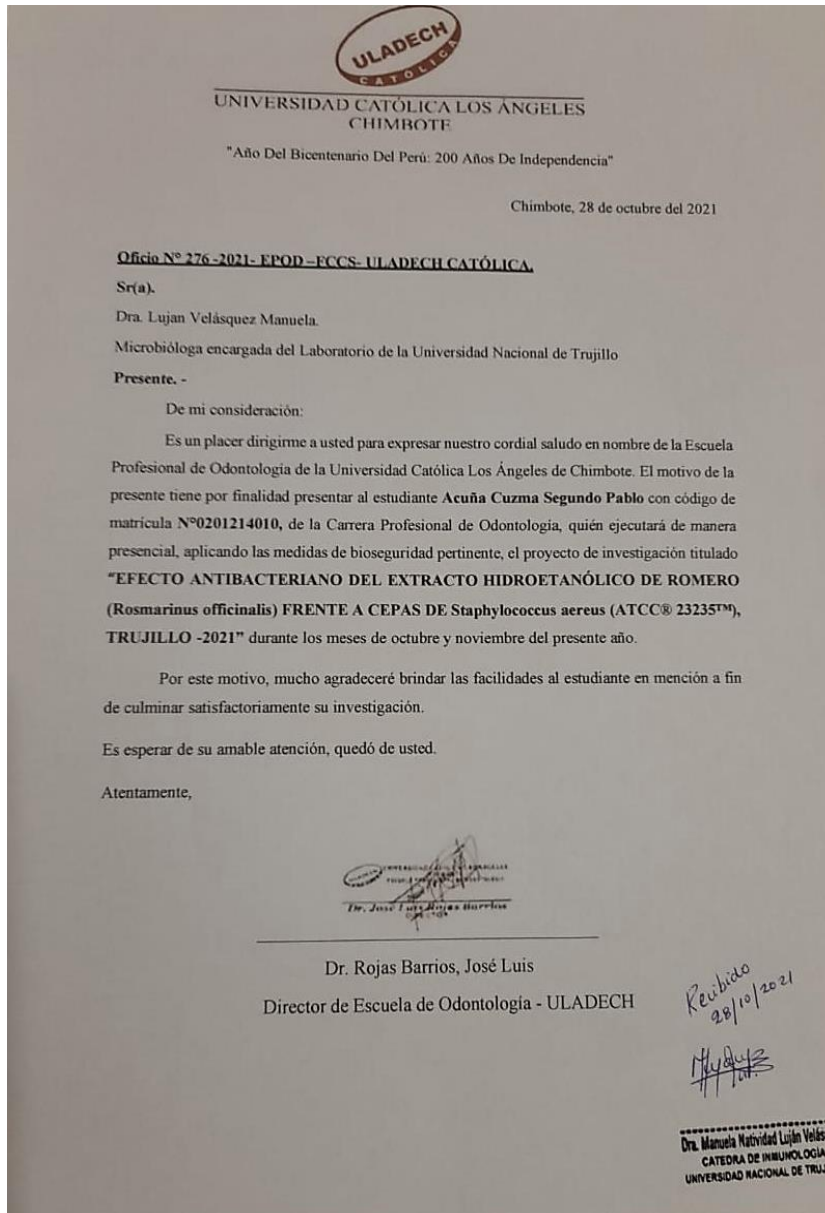 ULADECH
CATÓLICA
UNIVERSIDAD CATÓLICA LOS ÁNGELES
CHIMBOTE
"Año Del Bicentenario Del Perú: 200 Años De Independencia"
Chimbote, 28 de octubre del 2021
Oficio Nº 276 -2021- EPOD –FCCS- ULADECH CATÓLICA.
Sr(a).
Dra. Lujan Velásquez Manuela.
Microbióloga encargada del Laboratorio de la Universidad Nacional de Trujillo
Presente. -
De mi consideración:
Es un placer dirigirme a usted para expresar nuestro cordial saludo en nombre de la Escuela
Profesional de Odontología de la Universidad Católica Los Ángeles de Chimbote. El motivo de la
presente tiene por finalidad presentar al estudiante Acuña Cuzma Segundo Pablo con código de
matrícula Nº0201214010, de la Carrera Profesional de Odontología, quién ejecutará de manera
presencial, aplicando las medidas de bioseguridad pertinente, el proyecto de investigación titulado
"EFECTO ANTIBACTERIANO DEL EXTRACTO HIDROETANÓLICO DE ROMERO
(Rosmarinus officinalis) FRENTE A CEPAS DE Staphylococcus aereus (ATCC® 23235™),
TRUJILLO -2021" durante los meses de octubre y noviembre del presente año.
Por este motivo, mucho agradeceré brindar las facilidades al estudiante en mención a fin
de culminar satisfactoriamente su investigación.
Es esperar de su amable atención, quedó de usted.
Atentamente,
Dr. José Luis Rojas Barrios
Dr. Rojas Barrios, José Luis
Director de Escuela de Odontología - ULADECH
Recibido
28/10/2021
Dra. Manuela Natividad Luján Velás
CATEDRA DE INMUNOLOGÍA
UNIVERSIDAD NACIONAL DE TRUJ